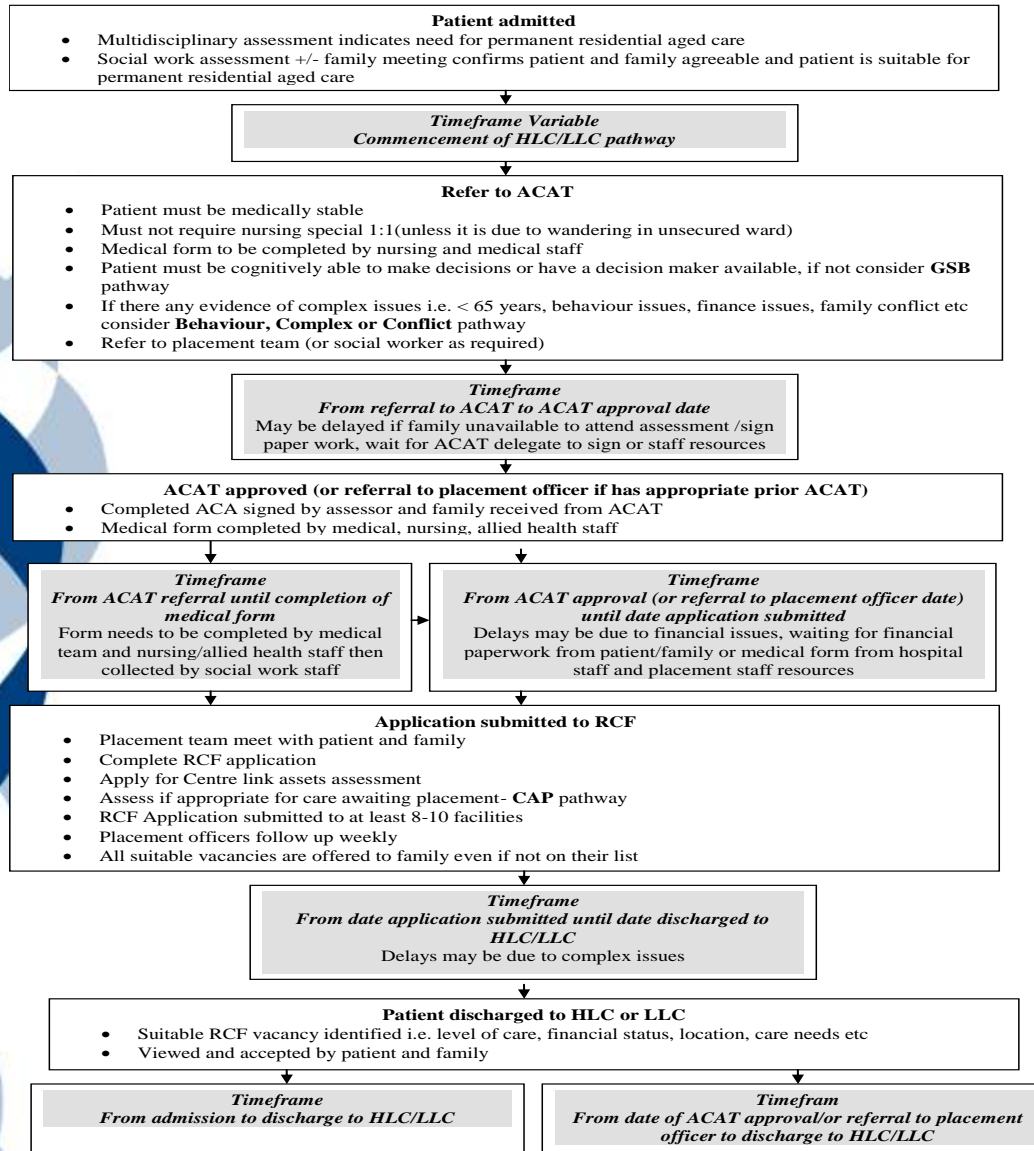 Patient admitted
• Multidisciplinary assessment indicates need for permanent residential aged care
• Social work assessment +/- family meeting confirms patient and family agreeable and patient is suitable for
permanent residential aged care
Timeframe Variable
Commencement of HLC/LLC pathway
Refer to ACAT
• Patient must be medically stable
• Must not require nursing special 1:1(unless it is due to wandering in unsecured ward)
• Medical form to be completed by nursing and medical staff
• Patient must be cognitively able to make decisions or have a decision maker available, if not consider GSB
pathway
• If there any evidence of complex issues i.e. < 65 years, behaviour issues, finance issues, family conflict etc
consider Behaviour, Complex or Conflict pathway
• Refer to placement team (or social worker as required)
Timeframe
From referral to ACAT to ACAT approval date
May be delayed if family unavailable to attend assessment /sign
paper work, wait for ACAT delegate to sign or staff resources
ACAT approved (or referral to placement officer if has appropriate prior ACAT)
• Completed ACA signed by assessor and family received from ACAT
• Medical form completed by medical, nursing, allied health staff
Timeframe
From ACAT referral until completion of
medical form
Form needs to be completed by medical
team and nursing/allied health staff then
collected by social work staff
Timeframe
From ACAT approval (or referral to placement officer date)
until date application submitted
Delays may be due to financial issues, waiting for financial
paperwork from patient/family or medical form from hospital
staff and placement staff resources
Application submitted to RCF
• Placement team meet with patient and family
• Complete RCF application
• Apply for Centre link assets assessment
• Assess if appropriate for care awaiting placement- CAP pathway
• RCF Application submitted to at least 8-10 facilities
• Placement officers follow up weekly
• All suitable vacancies are offered to family even if not on their list
Timeframe
From date application submitted until date discharged to
HLC/LLC
Delays may be due to complex issues
Patient discharged to HLC or LLC
• Suitable RCF vacancy identified i.e. level of care, financial status, location, care needs etc
• Viewed and accepted by patient and family
Timeframe
From admission to discharge to HLC/LLC
Timefram
From date of ACAT approval/or referral to placement
officer to discharge to HLC/LLC